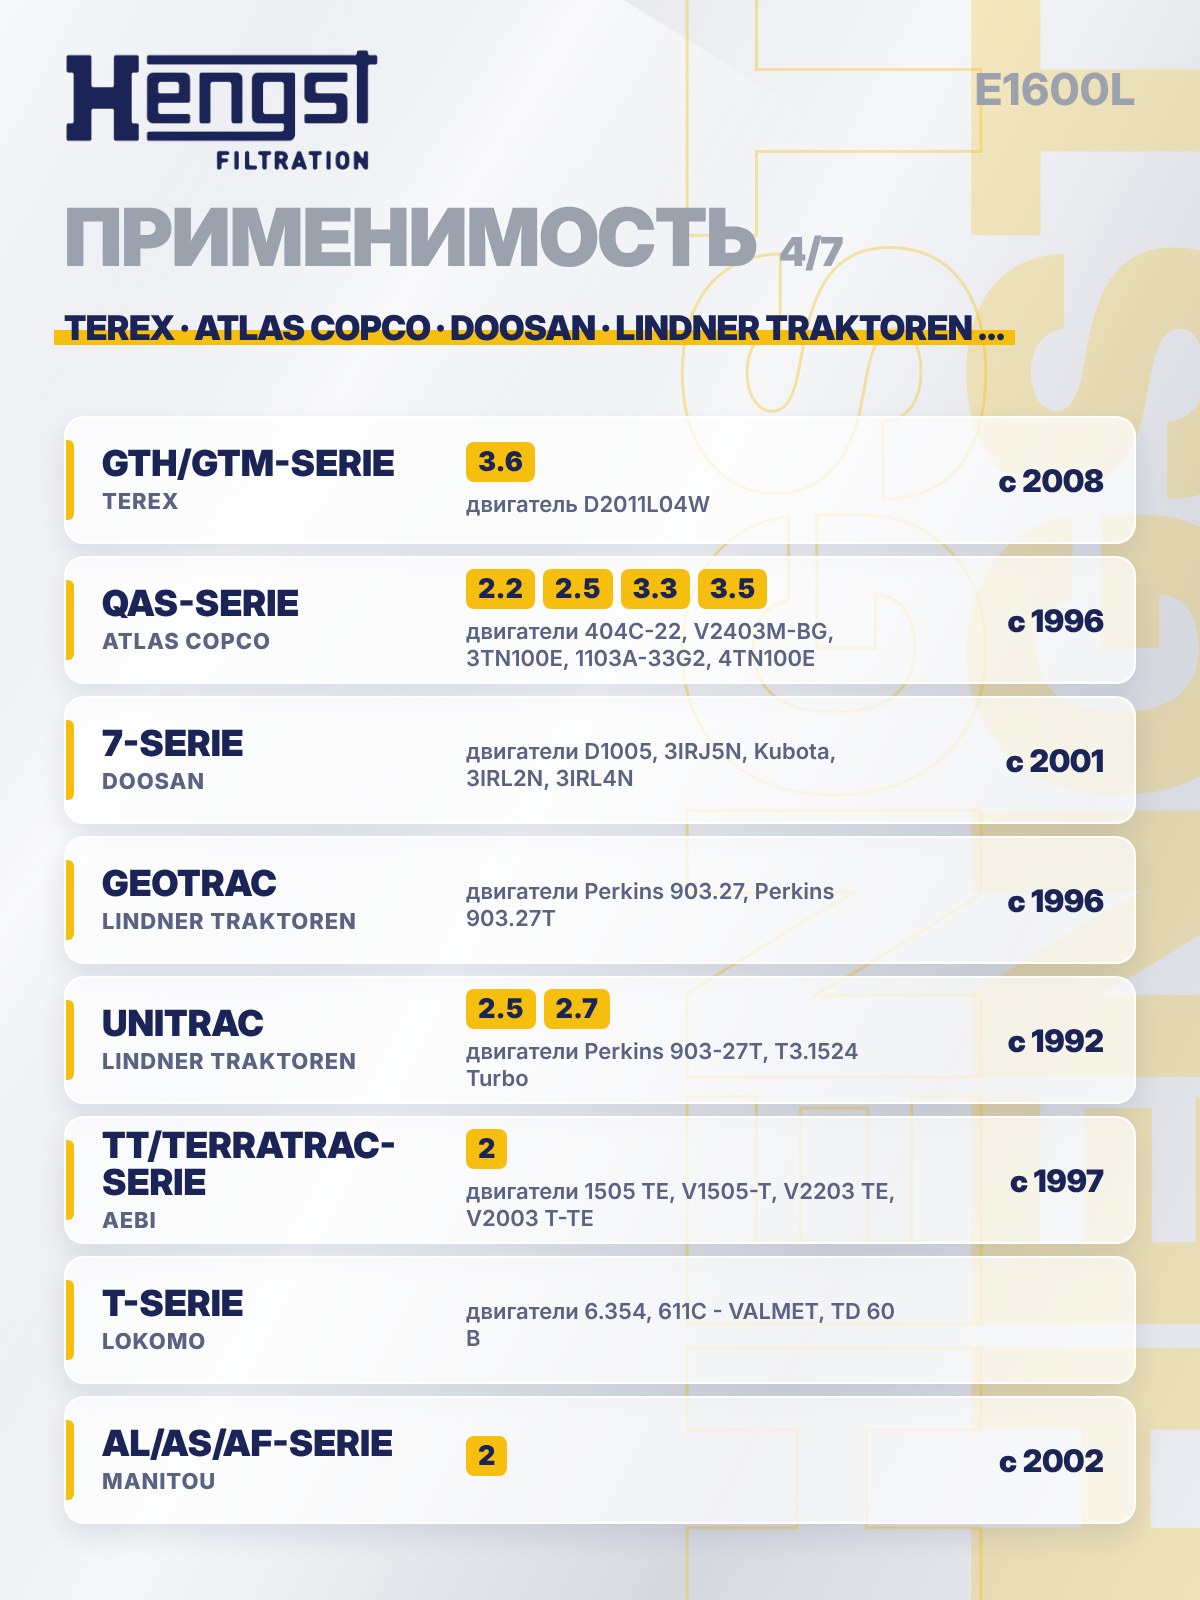 Hengst
FILTRATION
E1600L
ПРИМЕНИМОСТЬ 4/7
TEREX · ATLAS COPCO · DOOSAN · LINDNER TRAKTOREN ...
GTH/GTM-SERIE
TEREX
3.6
двигатель D2011L04W
с 2008
QAS-SERIE
ATLAS COPCO
2.2 2.5 3.3 3.5
двигатели 404C-22, V2403M-BG,
3TN100E, 1103A-33G2, 4TN100E
с 1996
7-SERIE
DOOSAN
двигатели D1005, 3IRJ5N, Kubota,
3IRL2N, 3IRL4N
с 2001
GEOTRAC
LINDNER TRAKTOREN
двигатели Perkins 903.27, Perkins
903.27T
с 1996
UNITRAC
LINDNER TRAKTOREN
2.5 2.7
двигатели Perkins 903-27T, T3.1524
Turbo
с 1992
TT/TERRATRAC-
SERIE
AEBI
2
двигатели 1505 TE, V1505-T, V2203 TE,
V2003 T-TE
с 1997
T-SERIE
LOKOMO
двигатели 6.354, 611C - VALMET, TD 60
B
AL/AS/AF-SERIE
MANITOU
2
с 2002
HENGST
HENGST